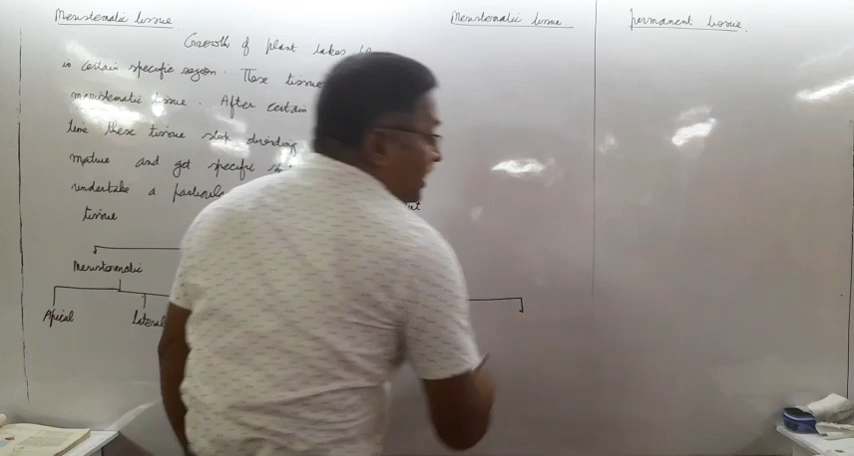 Meristematic tissue
Growth of plant takes
in certain specific region. These tissue
meristematic tissue. After certain
time these tissue stop dividing
mature and get specific
undertake a particula
tissue
Meristematic
Apical
Lateral
Meristematic tissue
permanent tissue.